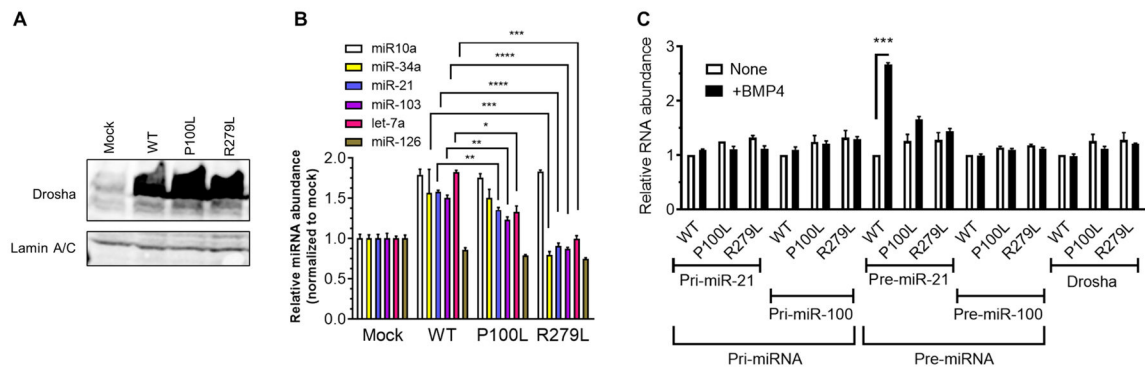 A
Mock
WT
P100L
R279L
Drosha
Lamin A/C
B
miR10a
miR-34a
miR-21
miR-103
let-7a
miR-126
***
****
****
***
*
**
**
Relative miRNA abundance
(normalized to mock)
2.0
1.5
1.0
0.5
0.0
Mock WT P100L R279L
C
None
+BMP4
***
Relative RNA abundance
3
2
1
0
WT P100L R279L WT P100L R279L WT P100L R279L WT P100L R279L WT P100L R279L
Pri-miR-21 Pre-miR-21 Drosha
Pri-miR-100 Pre-miR-100
Pri-miRNA Pre-miRNA